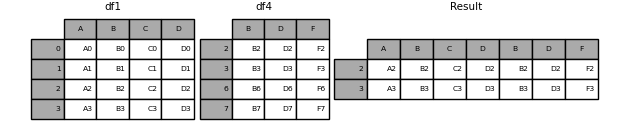 df1 df4 Result
A B C D B D F A B C D B D F
0 A0 B0 C0 D0 2 B2 D2 F2
1 A1 B1 C1 D1 3 B3 D3 F3 2 A2 B2 C2 D2 B2 D2 F2
2 A2 B2 C2 D2 6 B6 D6 F6 3 A3 B3 C3 D3 B3 D3 F3
3 A3 B3 C3 D3 7 B7 D7 F7